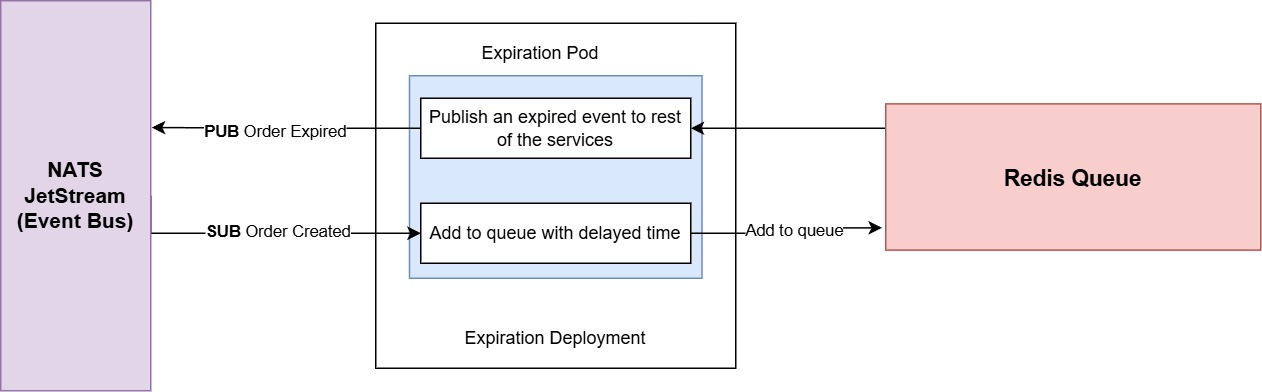 NATS
JetStream
(Event Bus)
Expiration Pod
PUB Order Expired
Publish an expired event to rest
of the services
SUB Order Created
Add to queue with delayed time
Add to queue
Redis Queue
Expiration Deployment